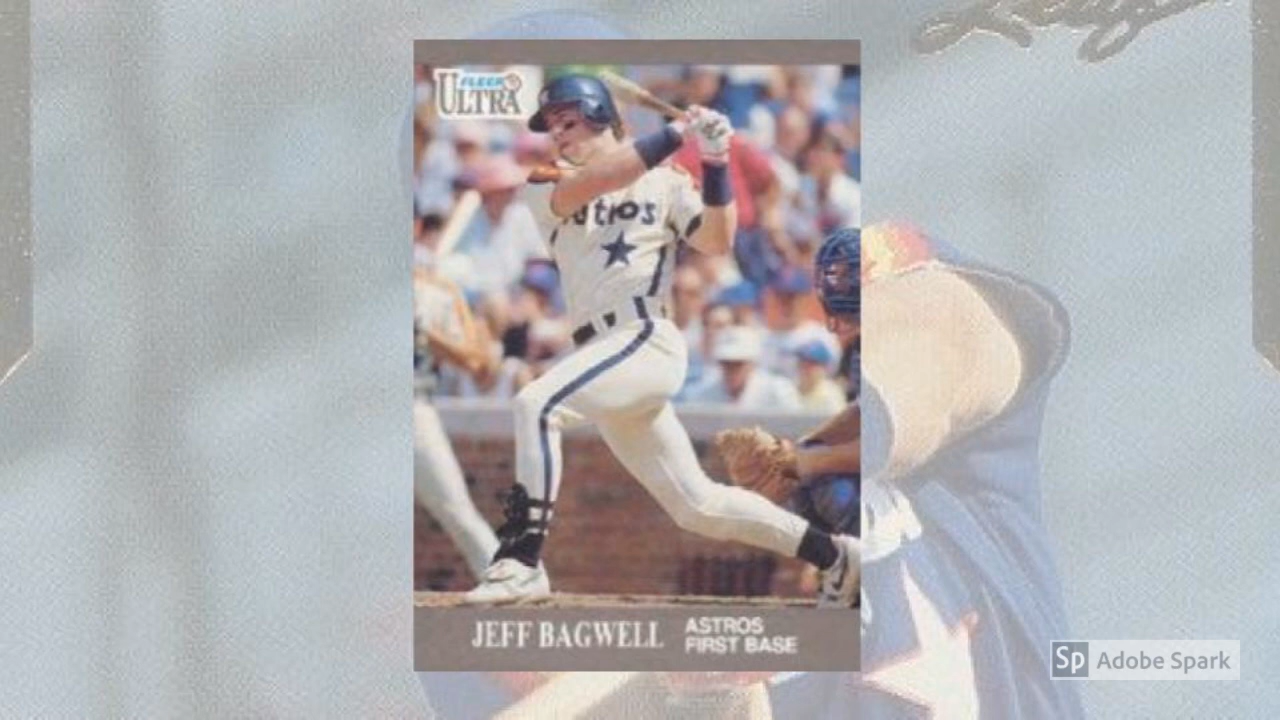 FLEER
ULTRA
Astros
JEFF BAGWELL
ASTROS
FIRST BASE
Sp Adobe Spark